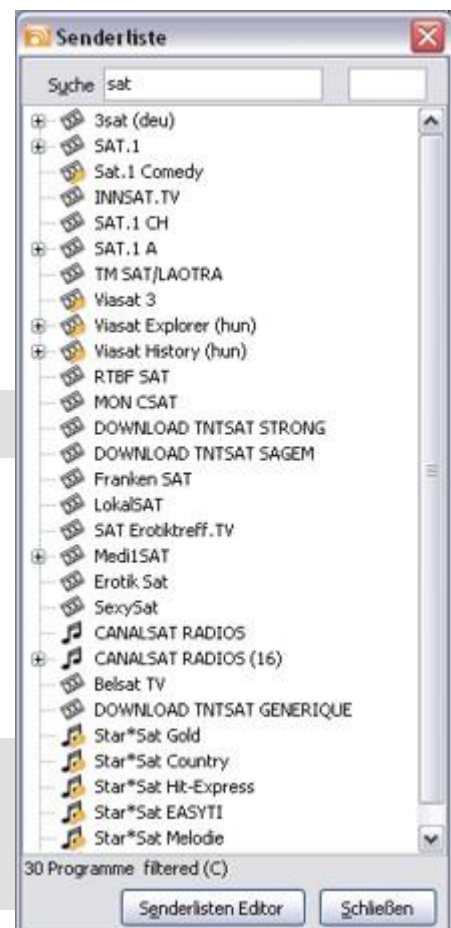 Senderliste
Suche sat
3sat (deu)
SAT.1
Sat.1 Comedy
INNSAT.TV
SAT.1 CH
SAT.1 A
TM SAT/LAOTRA
Viasat 3
Viasat Explorer (hun)
Viasat History (hun)
RTBF SAT
MON CSAT
DOWNLOAD TNTSAT STRONG
DOWNLOAD TNTSAT SAGEM
Franken SAT
LokalSAT
SAT Erotiktreff.TV
Medi1SAT
Erotik Sat
SexySat
CANALSAT RADIOS
CANALSAT RADIOS (16)
Belsat TV
DOWNLOAD TNTSAT GENERIQUE
Star*Sat Gold
Star*Sat Country
Star*Sat Hit-Express
Star*Sat EASYTI
Star*Sat Melodie
30 Programme filtered (C)
Senderlisten Editor Schließen